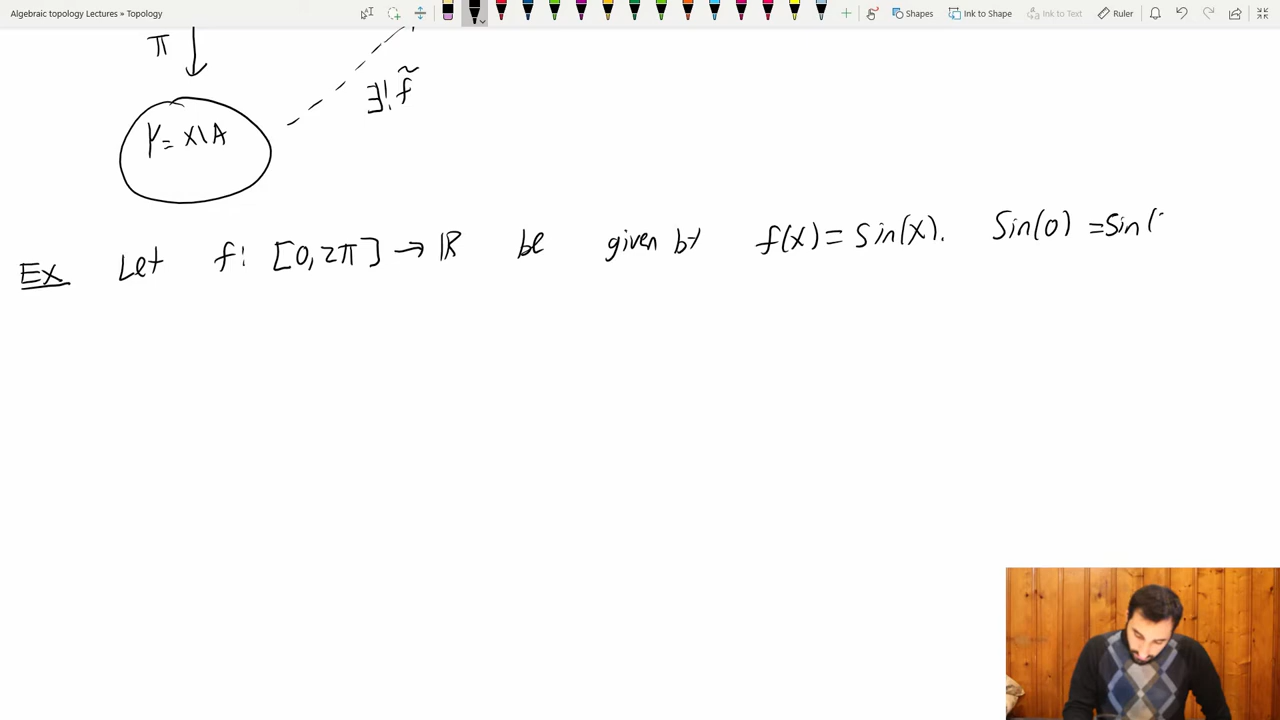 Algebraic topology Lectures » Topology
Shapes Ink to Shape Ink to Text Ruler
π
∃! f̃
Y = X\A
Ex Let f: [0, 2π] → ℝ be given by f(x) = Sin(x). Sin(0) = Sin(